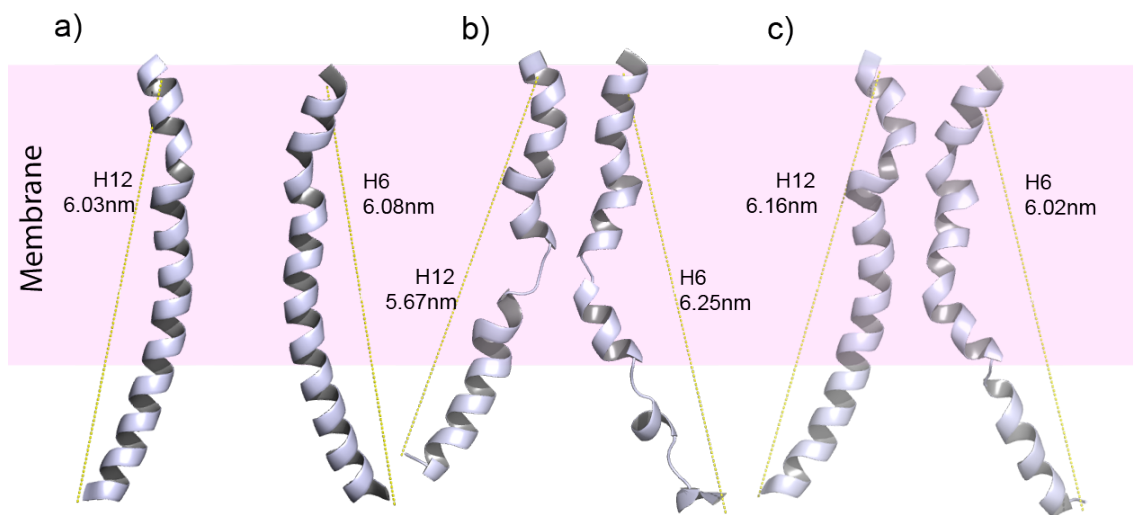 a)
b)
c)
Membrane
H12
6.03nm
H6
6.08nm
H12
5.67nm
H6
6.25nm
H12
6.16nm
H6
6.02nm